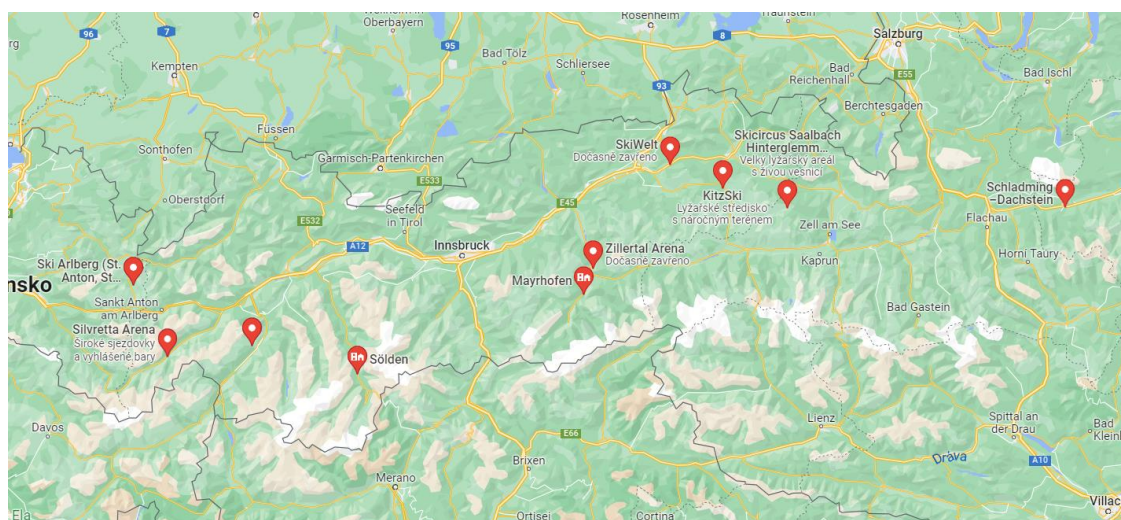 Oberbayern
Rosenheim
Traunstein
96
7
95
8
Salzburg
Kempten
Bad Tölz
Schliersee
93
Bad
Reichenhall
E55
Bad Ischl
Berchtesgaden
Füssen
Sonthofen
Garmisch-Partenkirchen
SkiWelt
Dočasně zavřeno
Skicircus Saalbach
Hinterglemm...
Velký lyžařský areál
s živou vesnicí
Oberstdorf
E533
E532
Seefeld
in Tirol
E45
KitzSki
Lyžařské středisko
s náročným terénem
Schladming
-Dachstein
Flachau
Zell am See
A12
Innsbruck
Zillertal Arena
Dočasně zavřeno
Kaprun
Horní Taury
Ski Arlberg (St.
Anton, St...
nsko
Mayrhofen
Sankt Anton
am Arlberg
Bad Gastein
Silvretta Arena
Široké sjezdovky
a vyhlášené bary
Sölden
Davos
Lienz
Spittal an
der Drau
Bad
Klein
E66
Brixen
Dráva
A10
Merano
Villac
Ela
Ortisei
Cortina